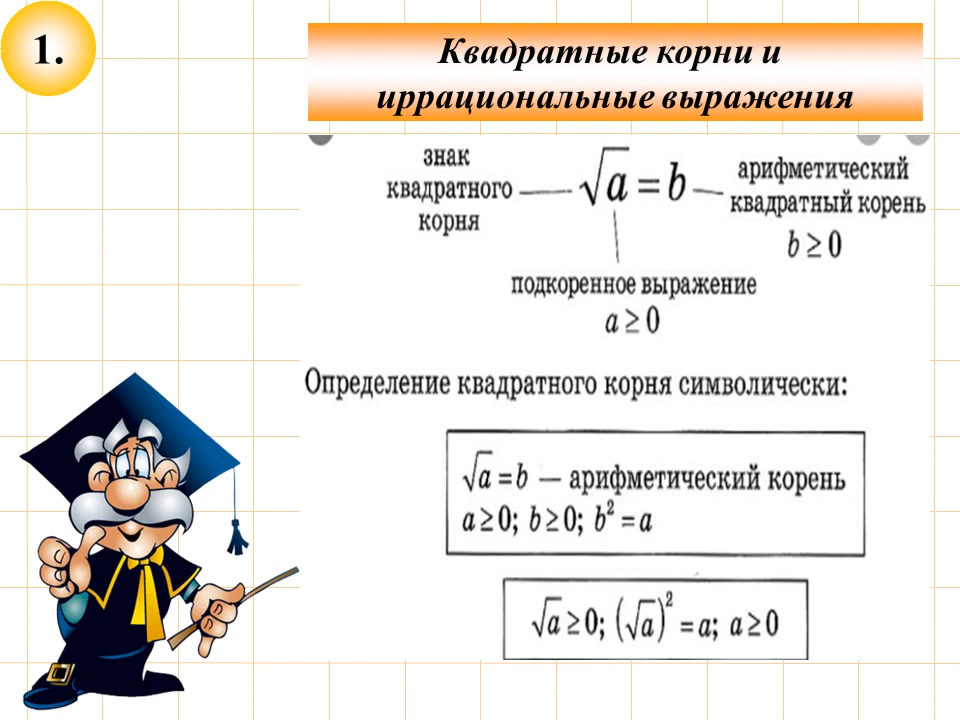 1.
Квадратные корни и
иррациональные выражения
знак
квадратного
корня
√a = b
арифметический
квадратный корень
b ≥ 0
подкоренное выражение
a ≥ 0
Определение квадратного корня символически:
√a = b — арифметический корень
a ≥ 0; b ≥ 0; b² = a
√a ≥ 0; (√a)² = a; a ≥ 0